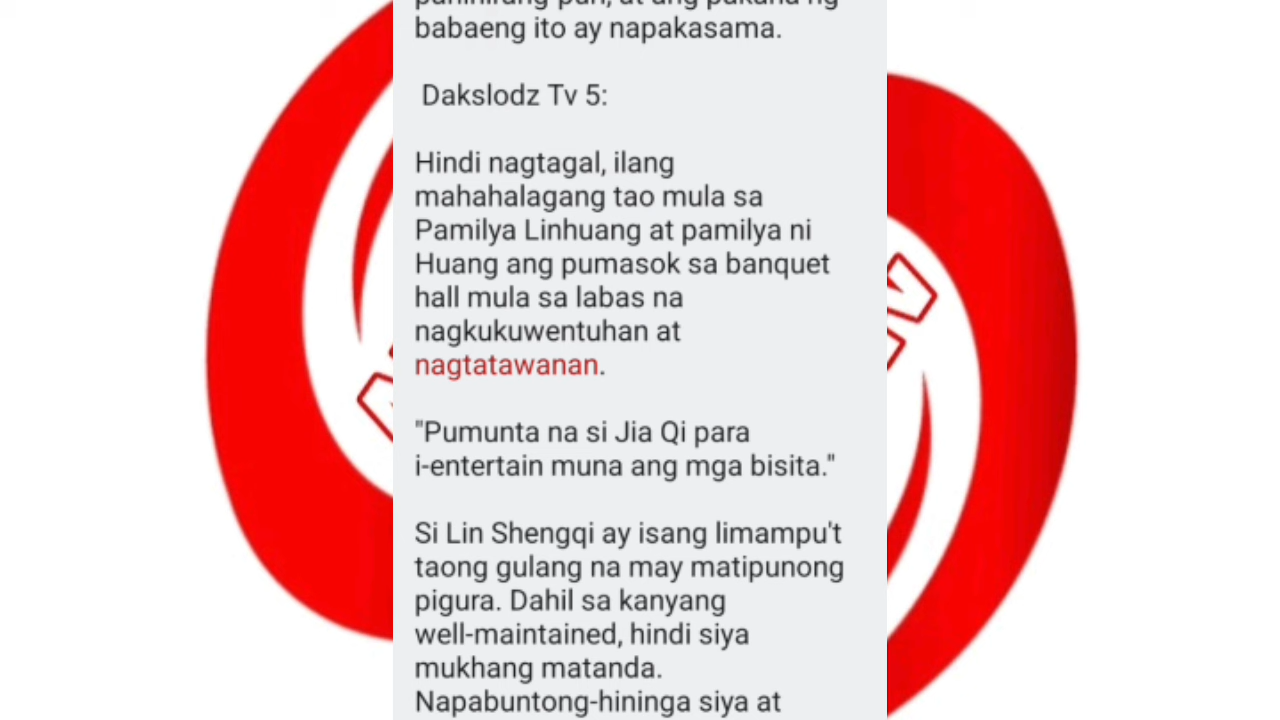 babaeng ito ay napakasama.
Dakslodz Tv 5:
Hindi nagtagal, ilang
mahahalagang tao mula sa
Pamilya Linhuang at pamilya ni
Huang ang pumasok sa banquet
hall mula sa labas na
nagkukuwentuhan at
nagtatawanan.
"Pumunta na si Jia Qi para
i-entertain muna ang mga bisita."
Si Lin Shengqi ay isang limampu't
taong gulang na may matipunong
pigura. Dahil sa kanyang
well-maintained, hindi siya
mukhang matanda.
Napabuntong-hininga siya at